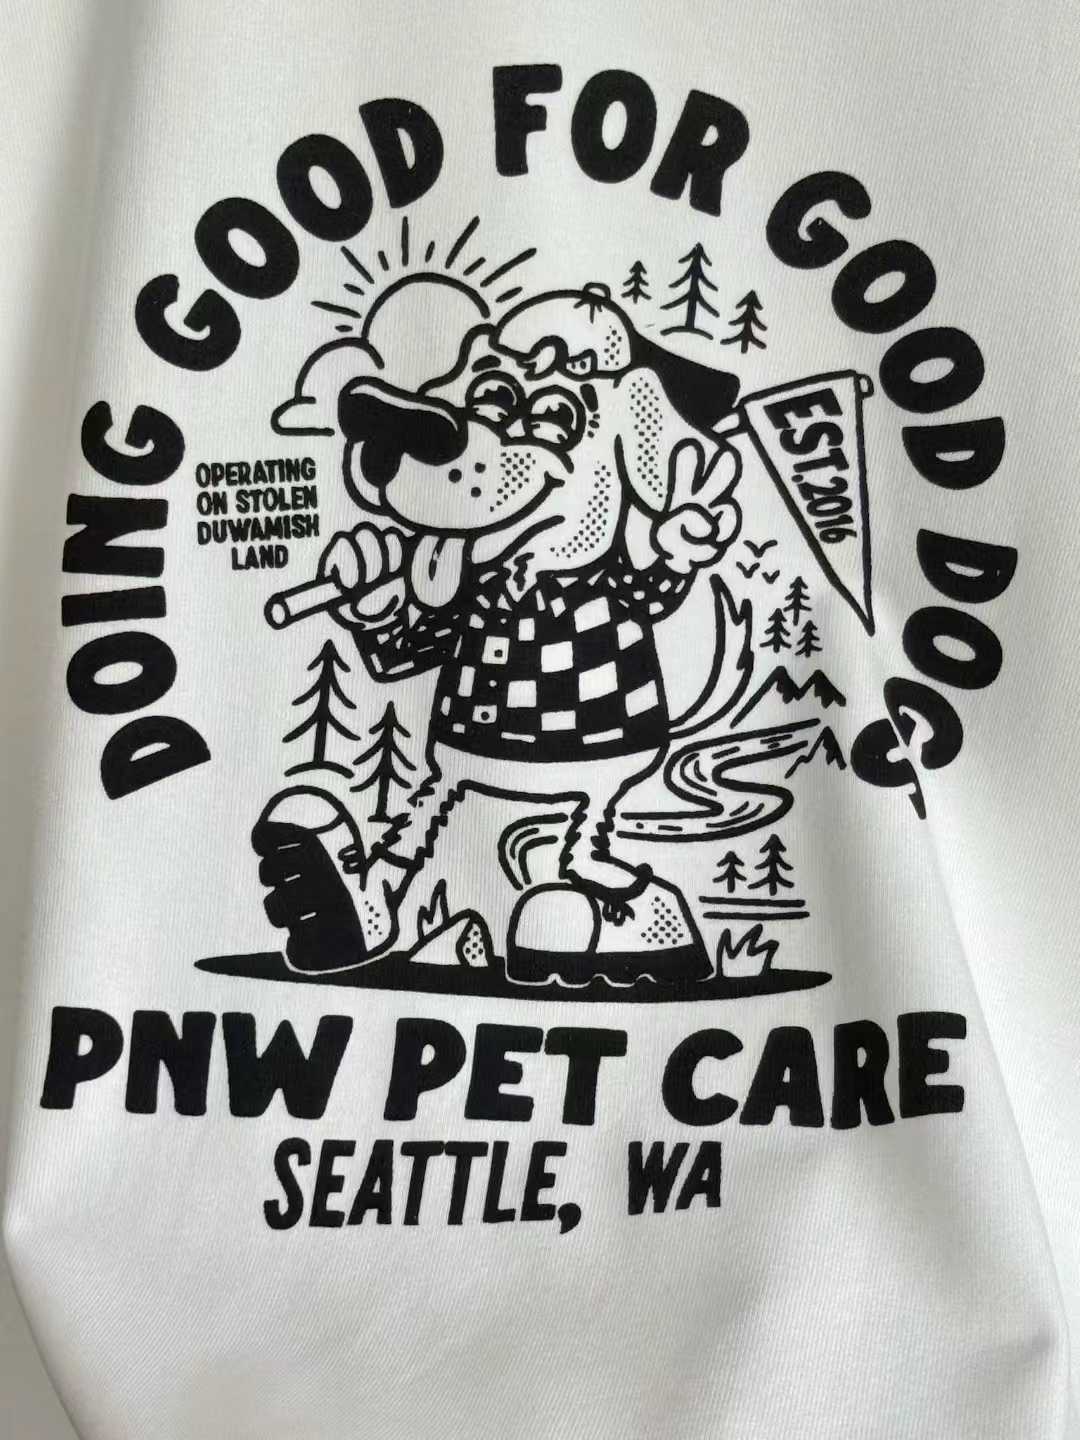 DOING GOOD FOR GOOD DOGS
OPERATING
ON STOLEN
DUWAMISH
LAND
EST. 2016
PNW PET CARE
SEATTLE, WA